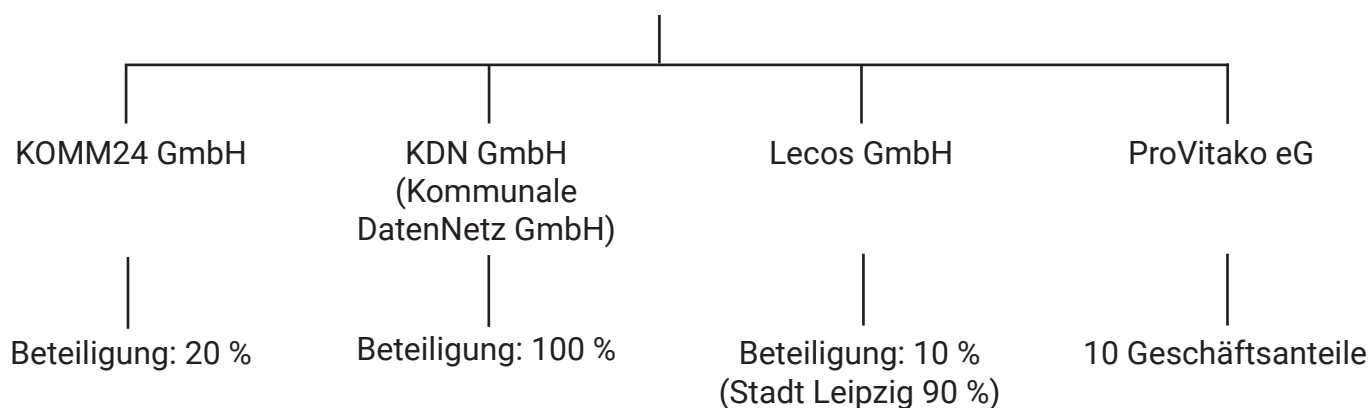 KOMM24 GmbH
KDN GmbH
(Kommunale
DatenNetz GmbH)
Lecos GmbH
ProVitako eG
Beteiligung: 20 %
Beteiligung: 100 %
Beteiligung: 10 %
(Stadt Leipzig 90 %)
10 Geschäftsanteile